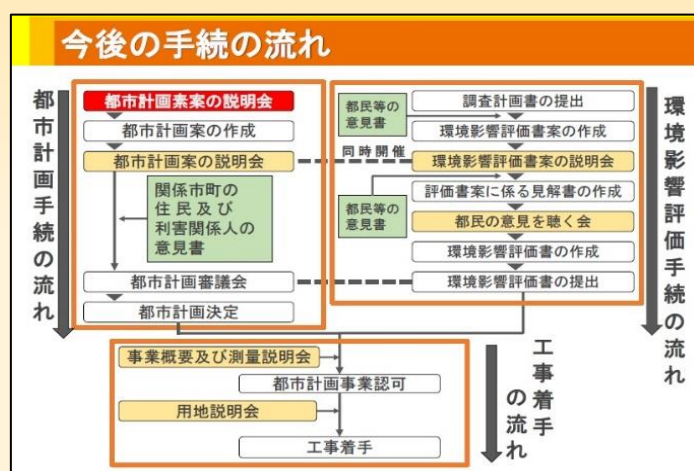 今後の手続の流れ
都市計画手続の流れ
都市計画素案の説明会
都市計画案の作成
都市計画案の説明会
関係市町の
住民及び
利害関係人の
意見書
都市計画審議会
都市計画決定
同時開催
都民等の
意見書
調査計画書の提出
環境影響評価書案の作成
環境影響評価書案の説明会
都民等の
意見書
評価書案に係る見解書の作成
都民の意見を聴く会
環境影響評価書の作成
環境影響評価書の提出
環境影響評価手続の流れ
事業概要及び測量説明会
都市計画事業認可
用地説明会
工事着手
工事着手
の流れ